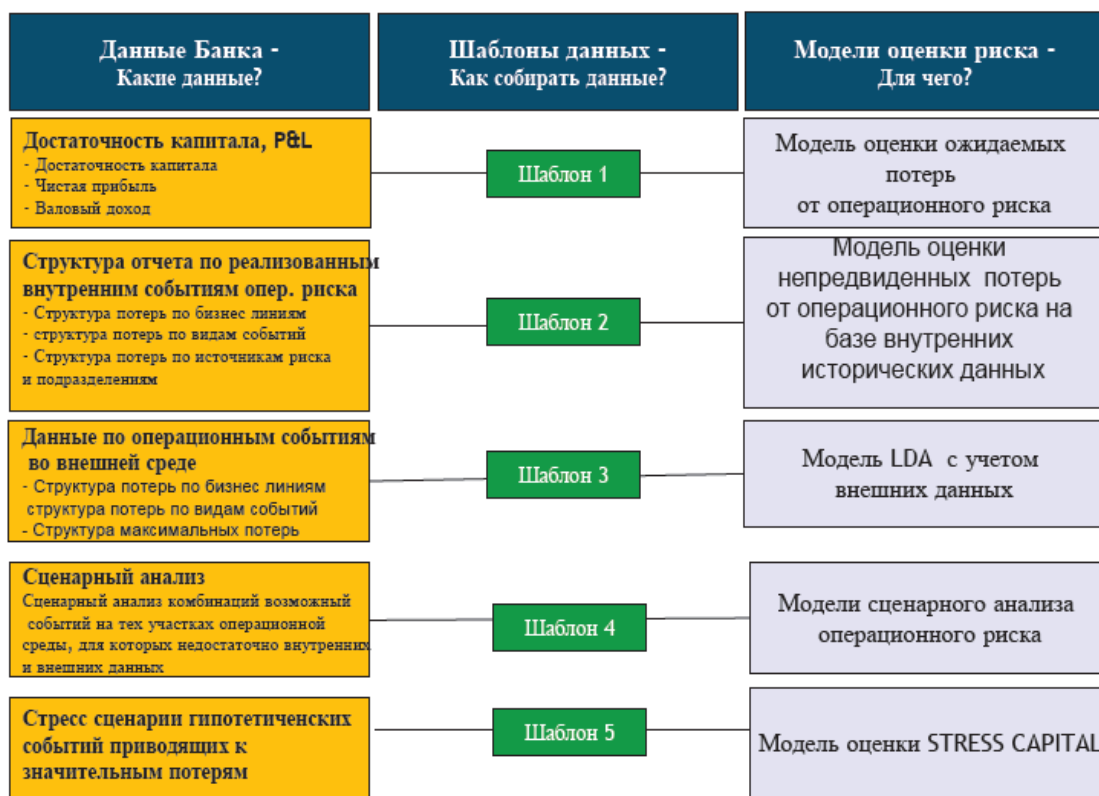 Данные Банка -
Какие данные?
Шаблоны данных -
Как собирать данные?
Модели оценки риска -
Для чего?
Достаточность капитала, P&L
- Достаточность капитала
- Чистая прибыль
- Валовый доход
Шаблон 1
Модель оценки ожидаемых
потерь
от операционного риска
Структура отчета по реализованным
внутренним событиям опер. риска
- Структура потерь по бизнес линиям
- структура потерь по видам событий
- Структура потерь по источникам риска
и подразделениям
Шаблон 2
Модель оценки
непредвиденных потерь
от операционного риска на
базе внутренних
исторических данных
Данные по операционным событиям
во внешней среде
- Структура потерь по бизнес линиям
структура потерь по видам событий
- Структура максимальных потерь
Шаблон 3
Модель LDA с учетом
внешних данных
Сценарный анализ
Сценарный анализ комбинаций возможный
событий на тех участках операционной
среды, для которых недостаточно внутренних
и внешних данных
Шаблон 4
Модели сценарного анализа
операционного риска
Стресс сценарии гипотетиченских
событий приводящих к
значительным потерям
Шаблон 5
Модель оценки STRESS CAPITAL